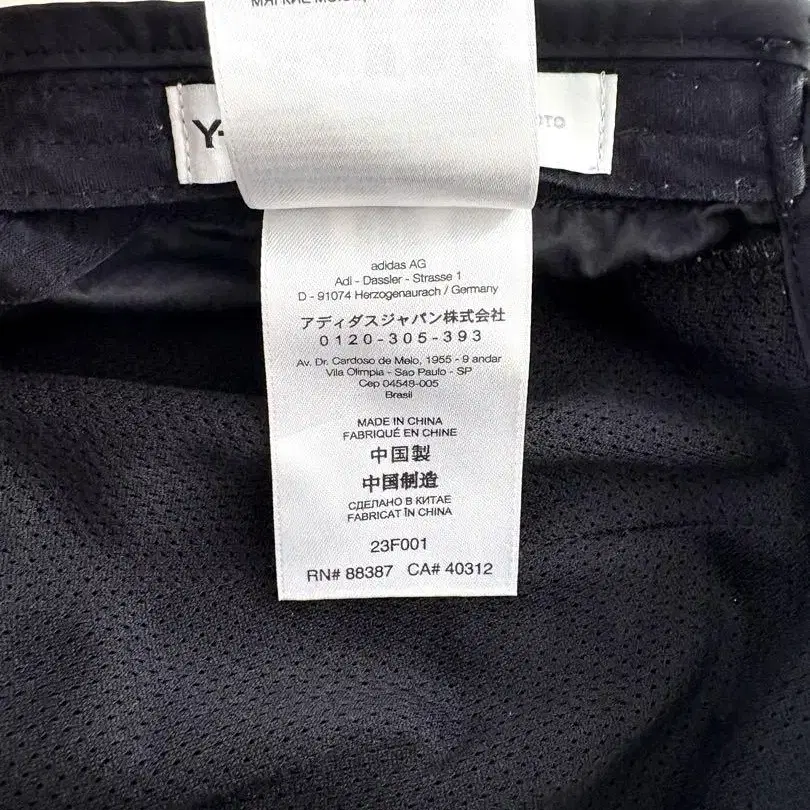 Y-
OTO
adidas AG
Adi - Dassler - Strasse 1
D - 91074 Herzogenaurach / Germany
アディダスジャパン株式会社
0120-305-393
Av. Dr. Cardoso de Melo, 1955 - 9 andar
Vila Olimpia - Sao Paulo - SP
Cep 04548-005
Brasil
MADE IN CHINA
FABRIQUÉ EN CHINE
中国製
中国制造
СДЕЛАНО В КИТАЕ
FABRICAT ÎN CHINA
23F001
RN# 88387 CA# 40312